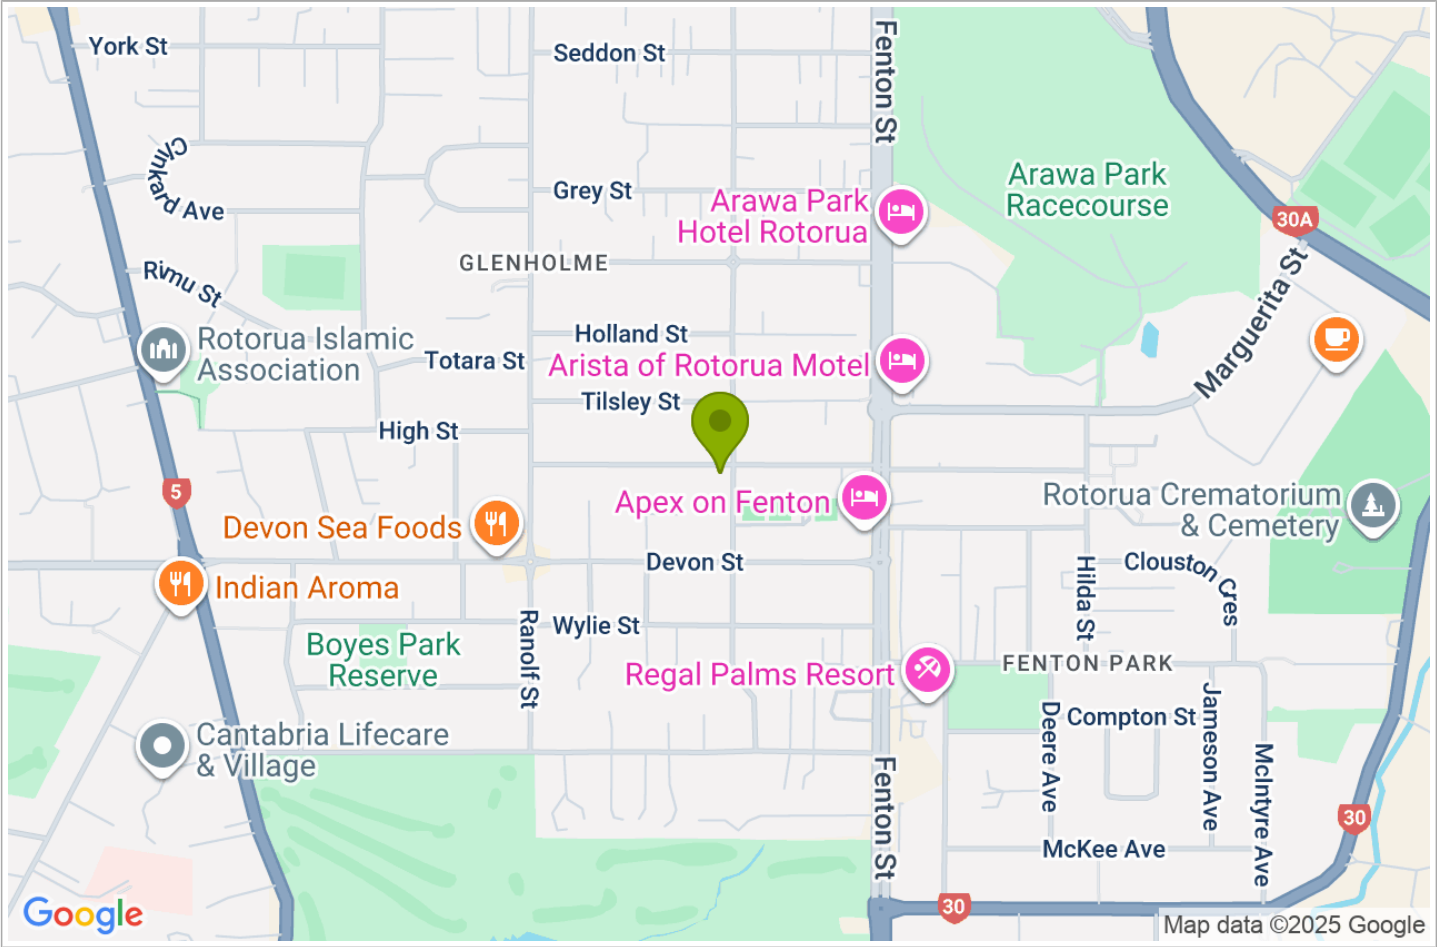 York St
Seddon St
Fenton St
Clinkard Ave
Grey St
Arawa Park
Hotel Rotorua
Arawa Park
Racecourse
30A
GLENHOLME
Rimu St
Marguerita St
Rotorua Islamic
Association
Holland St
Totara St
Arista of Rotorua Motel
Tilsley St
High St
5
Apex on Fenton
Rotorua Crematorium
& Cemetery
Devon Sea Foods
Devon St
Clouston Cres
Indian Aroma
Hilda St
Ranolf St
Wylie St
Boyes Park
Reserve
Regal Palms Resort
FENTON PARK
Cantabria Lifecare
& Village
Deere Ave
Compton St
Jameson Ave
McIntyre Ave
Fenton St
30
McKee Ave
30
Google
Map data ©2025 Google